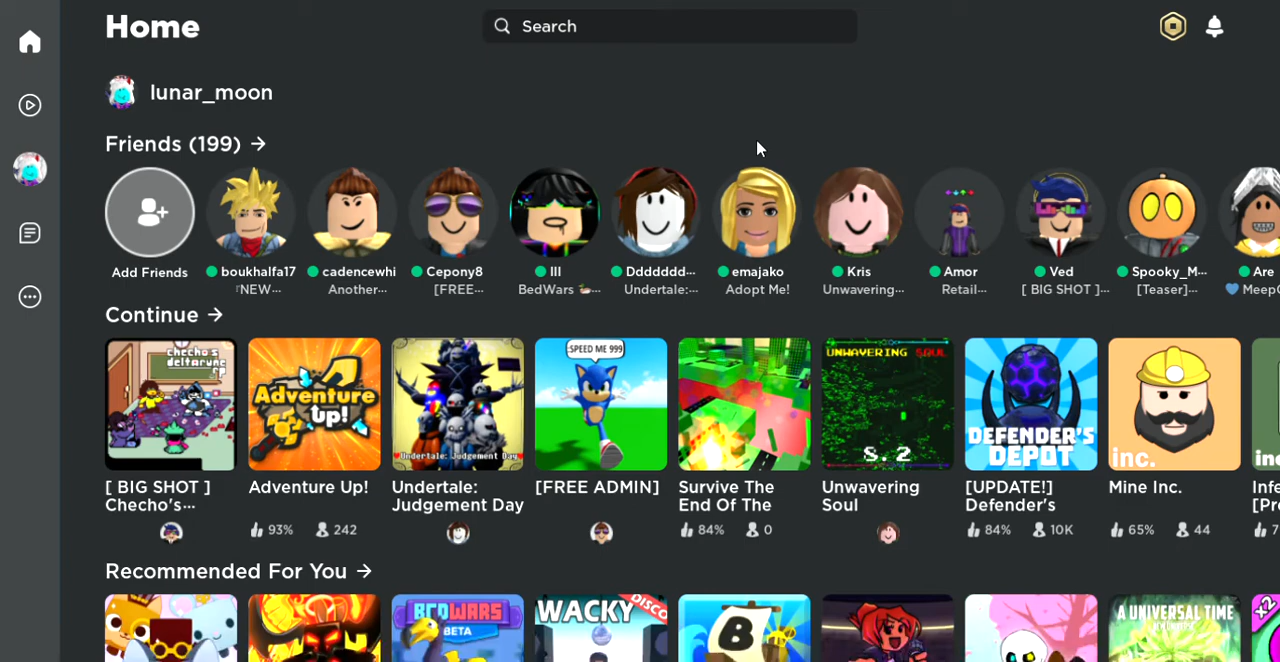 Home
Search
lunar_moon
Friends (199) →
Add Friends
boukhalfa17
cadencewhi
Cepony8
III
Ddddddd...
emajako
Kris
Amor
Ved
Spooky_M...
Are
Another...
[FREE...
BedWars
Undertale:...
Adopt Me!
Unwavering...
Retail...
[ BIG SHOT ]...
[Teaser]...
Continue →
checho's
deltarune
rp
Adventure
up!
Undertale: Judgement Day
SPEED ME 999
UNWAVERING SOUL
S. 2
DEFENDER'S
DEPOT
inc.
[ BIG SHOT ]
Checho's...
Adventure Up!
Undertale:
Judgement Day
[FREE ADMIN]
Survive The
End Of The
Unwavering
Soul
[UPDATE!]
Defender's
Mine Inc.
93%
242
84%
0
84%
10K
65%
44
Recommended For You →
BEDWARS
BETA
WACKY
B
A UNIVERSAL TIME
+2